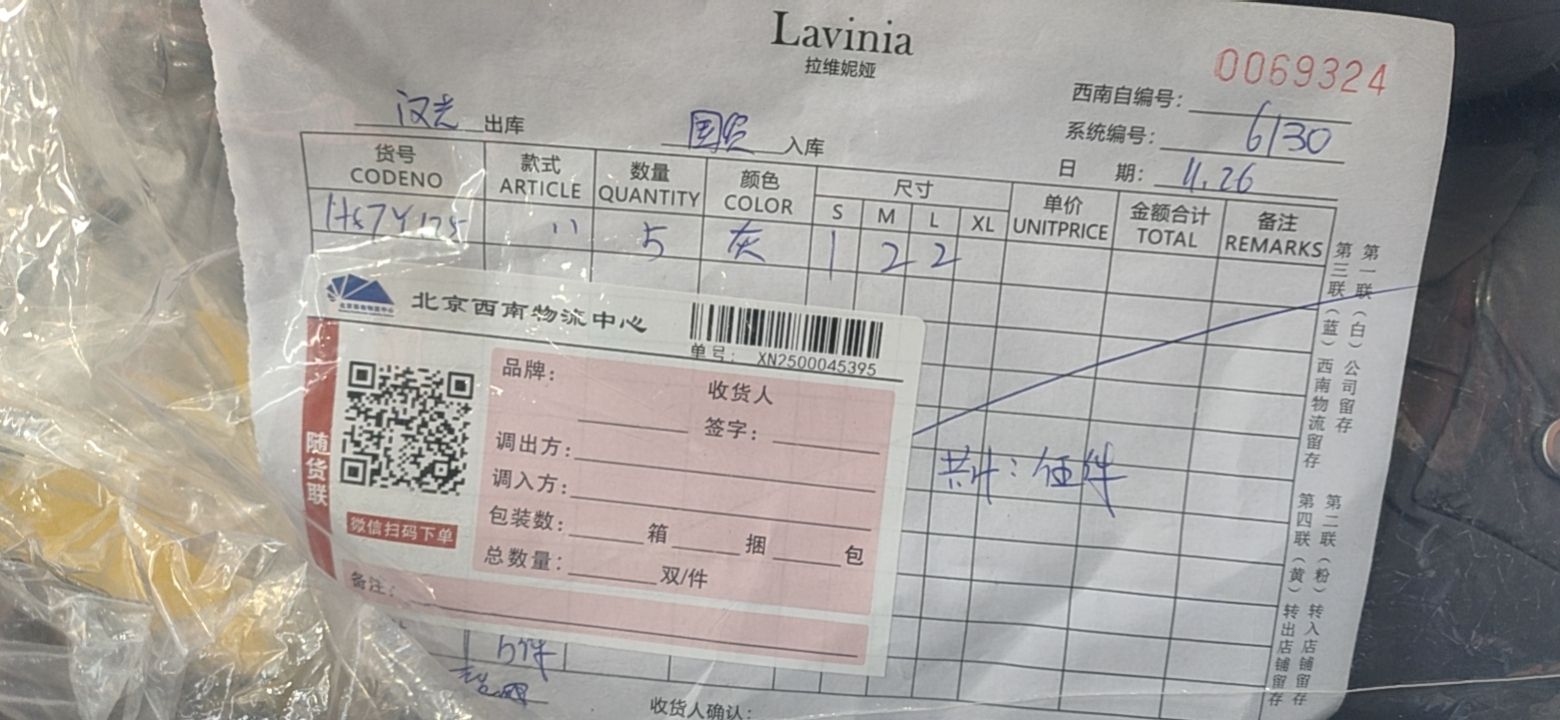 Lavinia
拉维妮娅
0069324
西南自编号:
系统编号: 6130
日 期: 11.26
汉光 出库 国贸 入库
货号 款式 数量 颜色 尺寸 单价 金额合计 备注
CODENO ARTICLE QUANTITY COLOR S M L XL UNITPRICE TOTAL REMARKS
5 灰 1 2 2
共计:伍件
第一联(白)公司留存
第二联(粉)转入店铺留存
第三联(蓝)西南物流留存
第四联(黄)转出店铺留存
北京西南物流中心
单号: XN2500045395
随货联
微信扫码下单
品牌:
收货人
签字:
调出方:
调入方:
包装数: 箱 捆 包
总数量: 双/件
备注:
5件
收货人确认: